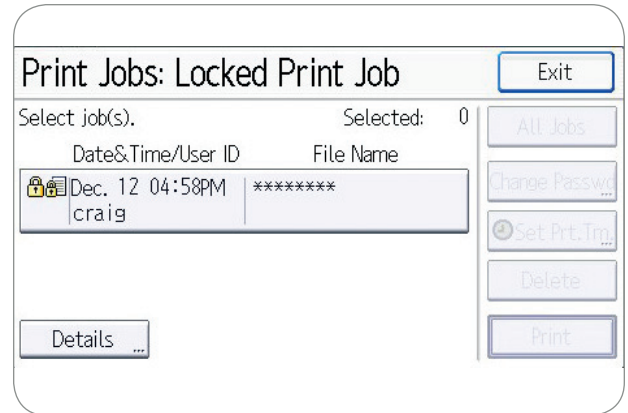 Print Jobs: Locked Print Job
Exit
Select job(s).
Selected: 0
All Jobs
Date&Time/User ID
File Name
Change Passwd
...
Dec. 12 04:58PM
********
craig
Set Prt.Tm.
...
Delete
Details ...
Print